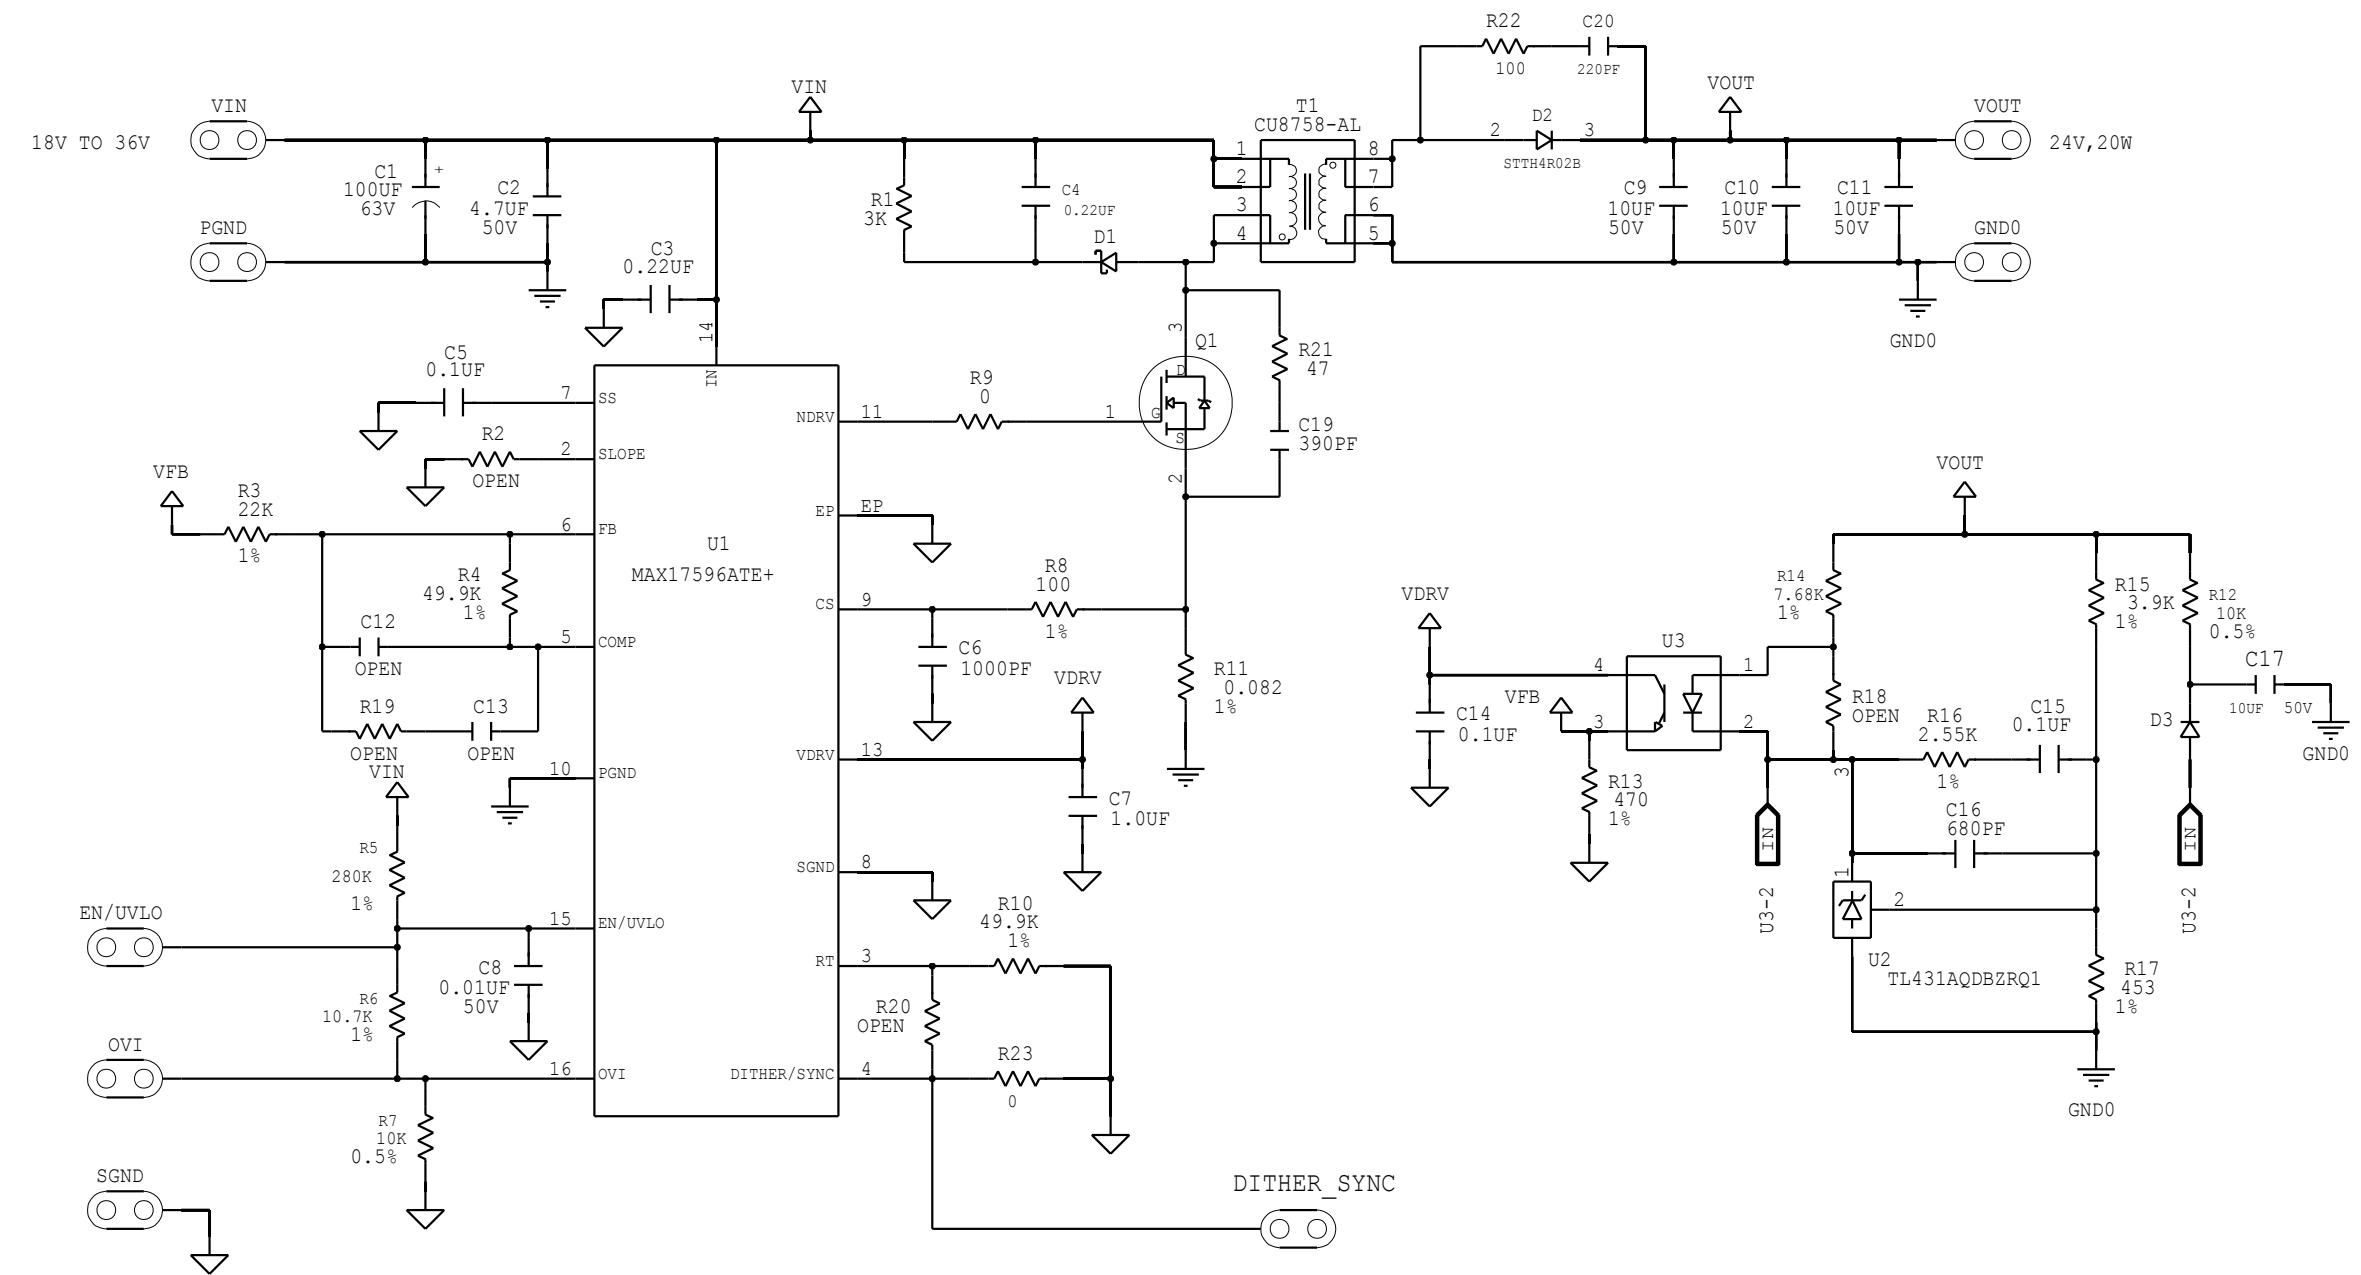 R22
100
C20
220PF
VIN
18V TO 36V
VIN
T1
CU8758-AL
D2
2
3
STTH4R02B
VOUT
VOUT
24V,20W
C1
100UF
63V
+
C2
4.7UF
50V
R1
3K
C4
0.22UF
1
2
3
4
8
7
6
5
C9
10UF
50V
C10
10UF
50V
C11
10UF
50V
PGND
D1
GND0
GND0
C3
0.22UF
14
IN
C5
0.1UF
7
SS
R2
OPEN
2
SLOPE
NDRV
11
R9
0
1
3
Q1
D
G
S
2
R21
47
C19
390PF
VFB
R3
22K
1%
6
FB
R4
49.9K
1%
U1
MAX17596ATE+
EP
EP
CS
9
R8
100
1%
C6
1000PF
R11
0.082
1%
C12
OPEN
5
COMP
R19
OPEN
C13
OPEN
VIN
10
PGND
VDRV
13
VDRV
C7
1.0UF
R5
280K
1%
SGND
8
EN/UVLO
15
EN/UVLO
C8
0.01UF
50V
R6
10.7K
1%
RT
3
R10
49.9K
1%
R20
OPEN
R23
0
OVI
16
OVI
DITHER/SYNC
4
R7
10K
0.5%
SGND
DITHER_SYNC
VOUT
R14
7.68K
1%
R15
3.9K
1%
R12
10K
0.5%
VDRV
U3
4
1
VFB
3
2
C14
0.1UF
R13
470
1%
R18
OPEN
R16
2.55K
1%
C15
0.1UF
C17
10UF
50V
D3
GND0
3
C16
680PF
IN
U3-2
IN
U3-2
1
2
U2
TL431AQDBZRQ1
R17
453
1%
GND0